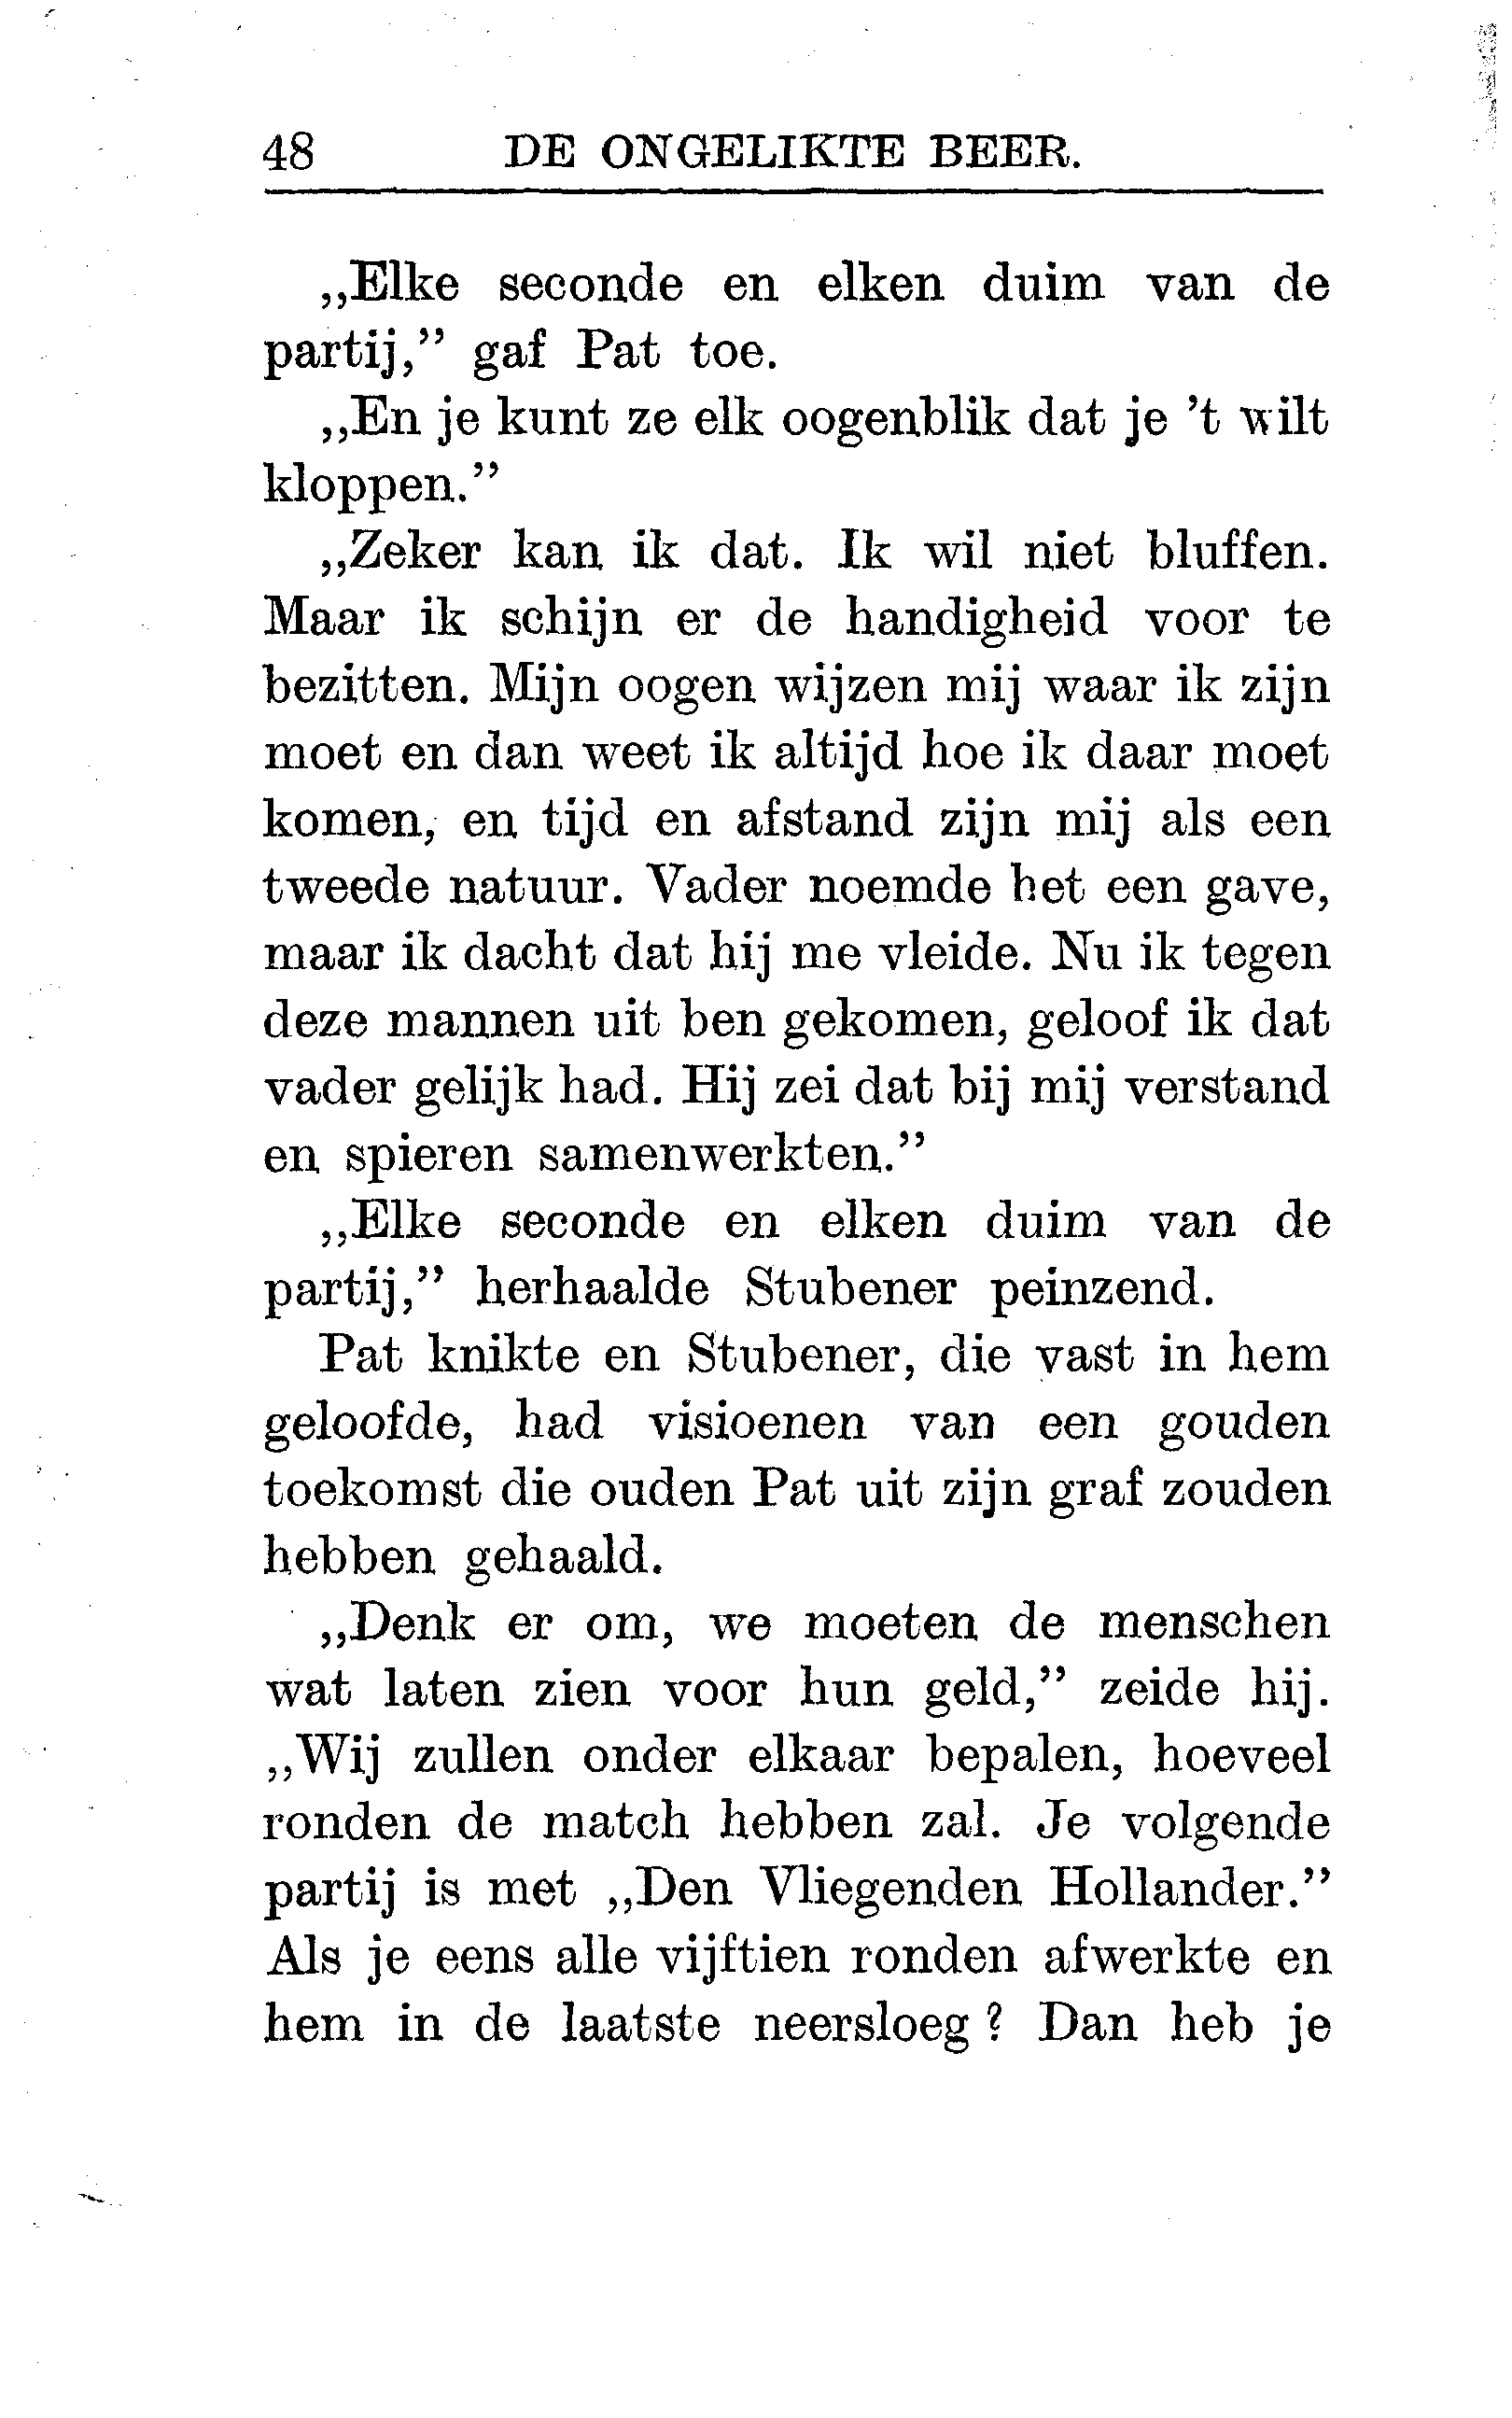 48 DE ONGELIKTE BEER.
„Elke seconde en elken duim van de
partij,” gaf Pat toe.
„En je kunt ze elk oogenblik dat je ’t wilt
kloppen.”
„Zeker kan ik dat. Ik wil niet bluffen.
Maar ik schijn er de handigheid voor te
bezitten. Mijn oogen wijzen mij waar ik zijn
moet en dan weet ik altijd hoe ik daar moet
komen, en tijd en afstand zijn mij als een
tweede natuur. Vader noemde het een gave,
maar ik dacht dat hij me vleide. Nu ik tegen
deze mannen uit ben gekomen, geloof ik dat
vader gelijk had. Hij zei dat bij mij verstand
en spieren samenwerkten.”
„Elke seconde en elken duim van de
partij,” herhaalde Stubener peinzend.
Pat knikte en Stubener, die vast in hem
geloofde, had visioenen van een gouden
toekomst die ouden Pat uit zijn graf zouden
hebben gehaald.
„Denk er om, we moeten de menschen
wat laten zien voor hun geld,” zeide hij.
„Wij zullen onder elkaar bepalen, hoeveel
ronden de match hebben zal. Je volgende
partij is met „Den Vliegenden Hollander.”
Als je eens alle vijftien ronden afwerkte en
hem in de laatste neersloeg ? Dan heb je